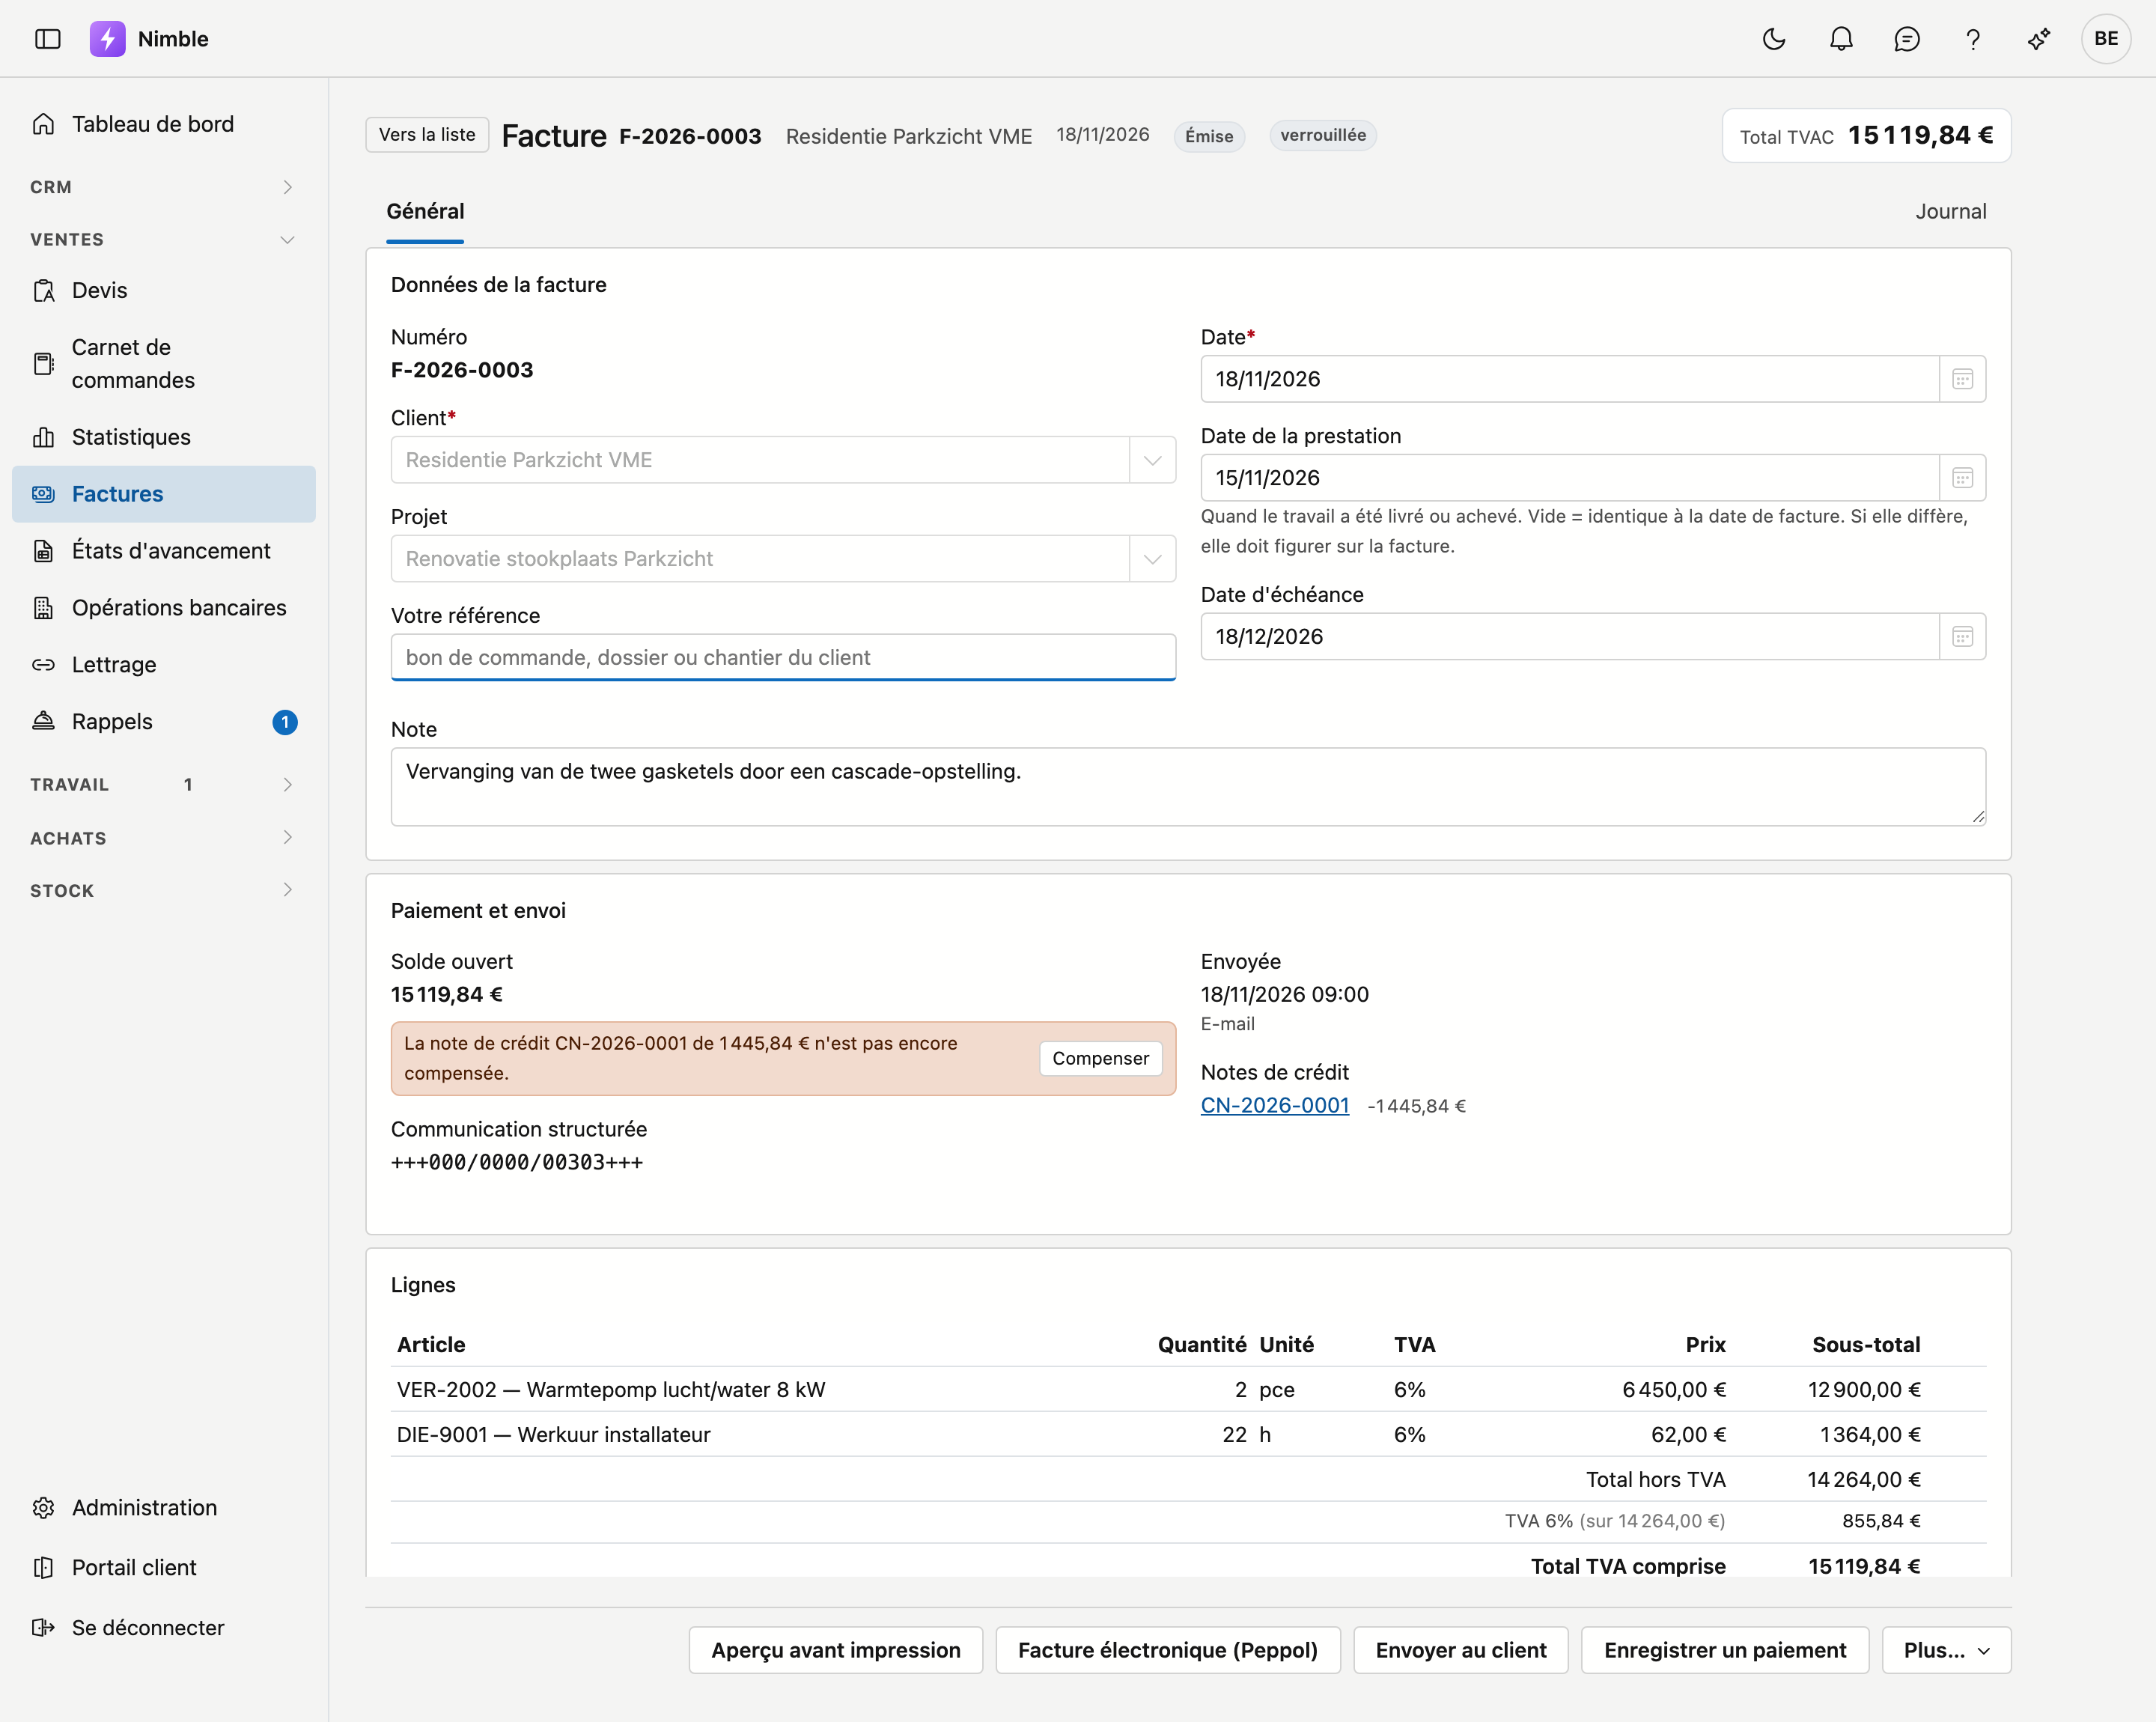 Nimble
BE
Tableau de bord
CRM
VENTES
Devis
Carnet de
commandes
Statistiques
Factures
États d'avancement
Opérations bancaires
Lettrage
Rappels 1
TRAVAIL 1
ACHATS
STOCK
Administration
Portail client
Se déconnecter
Vers la liste Facture F-2026-0003 Residentie Parkzicht VME 18/11/2026 Émise verrouillée Total TVAC 15 119,84 €
Général Journal
Données de la facture
Numéro
F-2026-0003
Client*
Residentie Parkzicht VME
Projet
Renovatie stookplaats Parkzicht
Votre référence
bon de commande, dossier ou chantier du client
Date*
18/11/2026
Date de la prestation
15/11/2026
Quand le travail a été livré ou achevé. Vide = identique à la date de facture. Si elle diffère,
elle doit figurer sur la facture.
Date d'échéance
18/12/2026
Note
Vervanging van de twee gasketels door een cascade-opstelling.
Paiement et envoi
Solde ouvert
15 119,84 €
La note de crédit CN-2026-0001 de 1 445,84 € n'est pas encore
compensée.
Compenser
Communication structurée
+++000/0000/00303+++
Envoyée
18/11/2026 09:00
E-mail
Notes de crédit
CN-2026-0001 -1 445,84 €
Lignes
Article Quantité Unité TVA Prix Sous-total
VER-2002 — Warmtepomp lucht/water 8 kW 2 pce 6% 6 450,00 € 12 900,00 €
DIE-9001 — Werkuur installateur 22 h 6% 62,00 € 1 364,00 €
Total hors TVA 14 264,00 €
TVA 6% (sur 14 264,00 €) 855,84 €
Total TVA comprise 15 119,84 €
Aperçu avant impression Facture électronique (Peppol) Envoyer au client Enregistrer un paiement Plus...